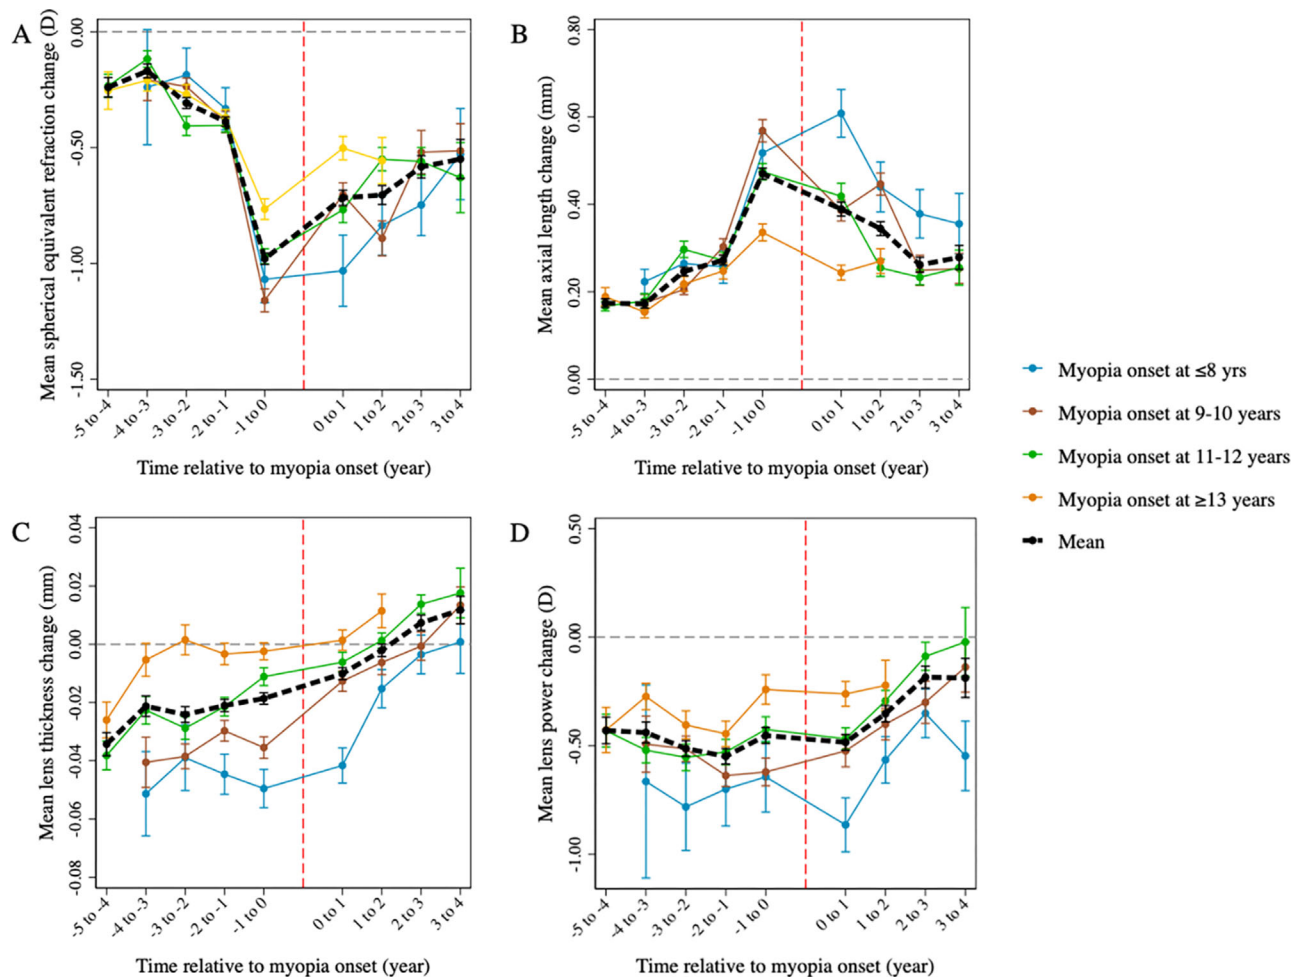 A
Mean spherical equivalent refraction change (D)
0.00
-0.50
-1.00
-1.50
-5 to -4
-4 to -3
-3 to -2
-2 to -1
-1 to 0
0 to 1
1 to 2
2 to 3
3 to 4
Time relative to myopia onset (year)
B
Mean axial length change (mm)
0.80
0.60
0.40
0.20
0.00
-5 to -4
-4 to -3
-3 to -2
-2 to -1
-1 to 0
0 to 1
1 to 2
2 to 3
3 to 4
Time relative to myopia onset (year)
Myopia onset at ≤8 yrs
Myopia onset at 9-10 years
Myopia onset at 11-12 years
Myopia onset at ≥13 years
Mean
C
Mean lens thickness change (mm)
0.04
0.02
0.00
-0.02
-0.04
-0.06
-0.08
-5 to -4
-4 to -3
-3 to -2
-2 to -1
-1 to 0
0 to 1
1 to 2
2 to 3
3 to 4
Time relative to myopia onset (year)
D
Mean lens power change (D)
0.50
0.00
-0.50
-1.00
-5 to -4
-4 to -3
-3 to -2
-2 to -1
-1 to 0
0 to 1
1 to 2
2 to 3
3 to 4
Time relative to myopia onset (year)